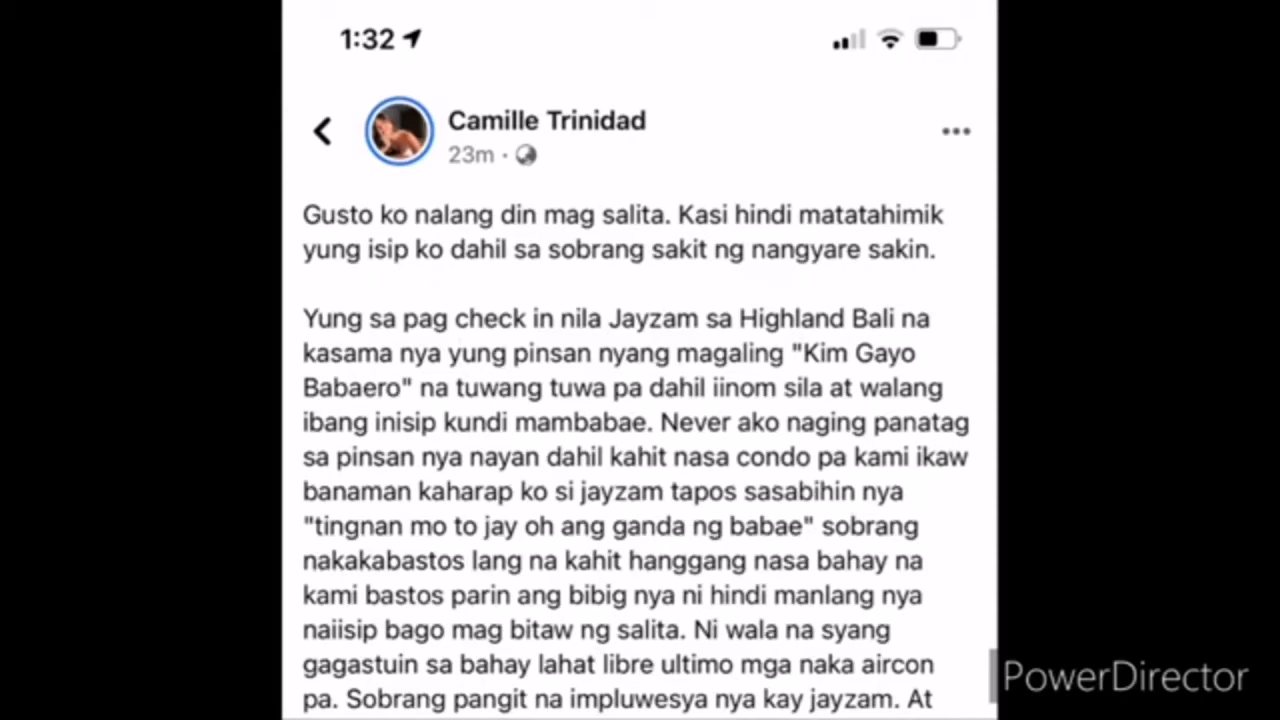 1:32
Camille Trinidad
23m ·
Gusto ko nalang din mag salita. Kasi hindi matatahimik
yung isip ko dahil sa sobrang sakit ng nangyare sakin.
Yung sa pag check in nila Jayzam sa Highland Bali na
kasama nya yung pinsan nyang magaling "Kim Gayo
Babaero" na tuwang tuwa pa dahil iinom sila at walang
ibang inisip kundi mambabae. Never ako naging panatag
sa pinsan nya nayan dahil kahit nasa condo pa kami ikaw
banaman kaharap ko si jayzam tapos sasabihin nya
"tingnan mo to jay oh ang ganda ng babae" sobrang
nakakabastos lang na kahit hanggang nasa bahay na
kami bastos parin ang bibig nya ni hindi manlang nya
naiisip bago mag bitaw ng salita. Ni wala na syang
gagastuin sa bahay lahat libre ultimo mga naka aircon
pa. Sobrang pangit na impluwesya nya kay jayzam. At
PowerDirector